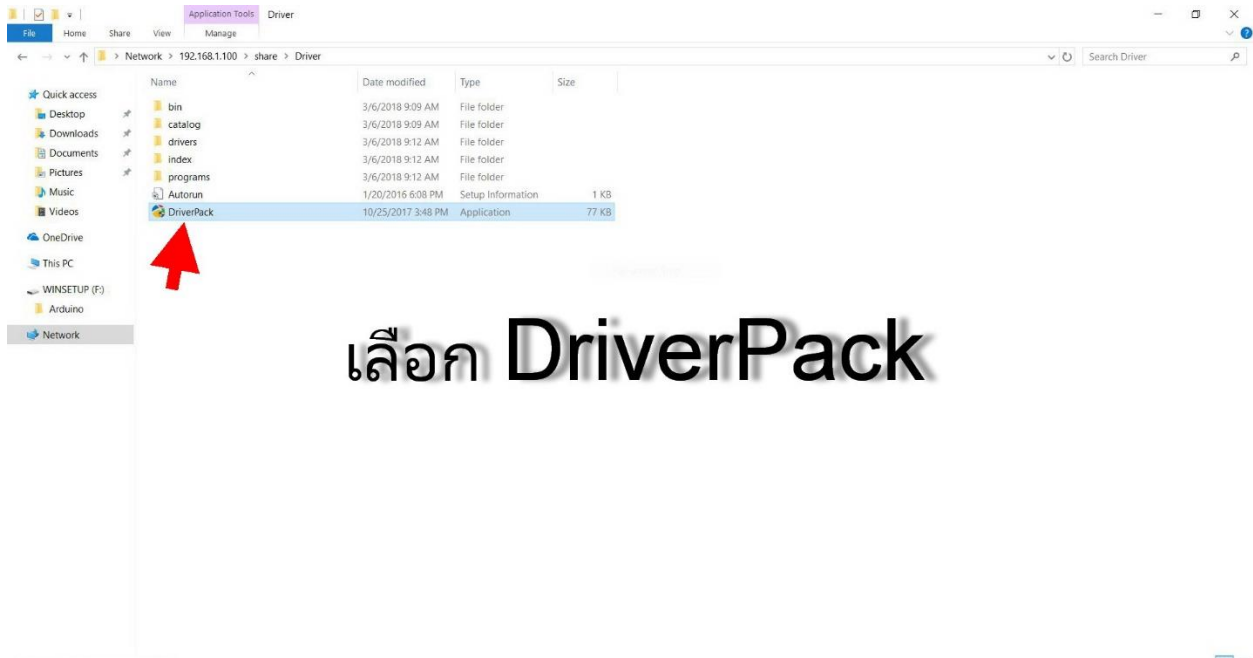 Application Tools Driver
File Home Share View Manage
Network > 192.168.1.100 > share > Driver Search Driver
Name Date modified Type Size
Quick access
Desktop
Downloads
Documents
Pictures
Music
Videos
OneDrive
This PC
WINSETUP (F:)
Arduino
Network
bin 3/6/2018 9:09 AM File folder
catalog 3/6/2018 9:09 AM File folder
drivers 3/6/2018 9:12 AM File folder
index 3/6/2018 9:12 AM File folder
programs 3/6/2018 9:12 AM File folder
Autorun 1/20/2016 6:08 PM Setup Information 1 KB
DriverPack 10/25/2017 3:48 PM Application 77 KB
เลือก DriverPack